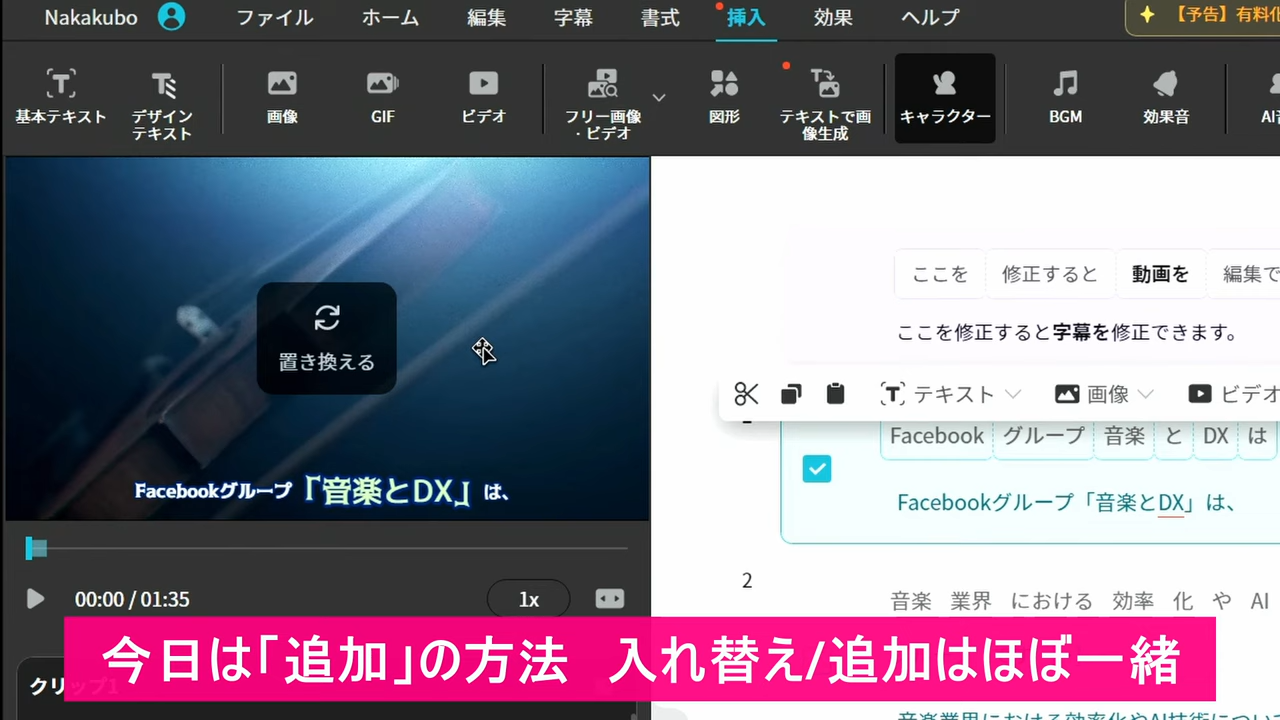 Nakakubo ファイル ホーム 編集 字幕 書式 挿入 効果 ヘルプ 【予告】有料化
基本テキスト デザインテキスト 画像 GIF ビデオ フリー画像・ビデオ 図形 テキストで画像生成 キャラクター BGM 効果音
置き換える
Facebookグループ『音楽とDX』は、
00:00 / 01:35 1x
ここを 修正すると 動画を 編集で
ここを修正すると字幕を修正できます。
テキスト 画像 ビデオ
Facebook グループ 音楽 と DX は
Facebookグループ「音楽とDX」は、
2
音楽 業界 における 効率 化 や AI
今日は「追加」の方法 入れ替え/追加はほぼ一緒